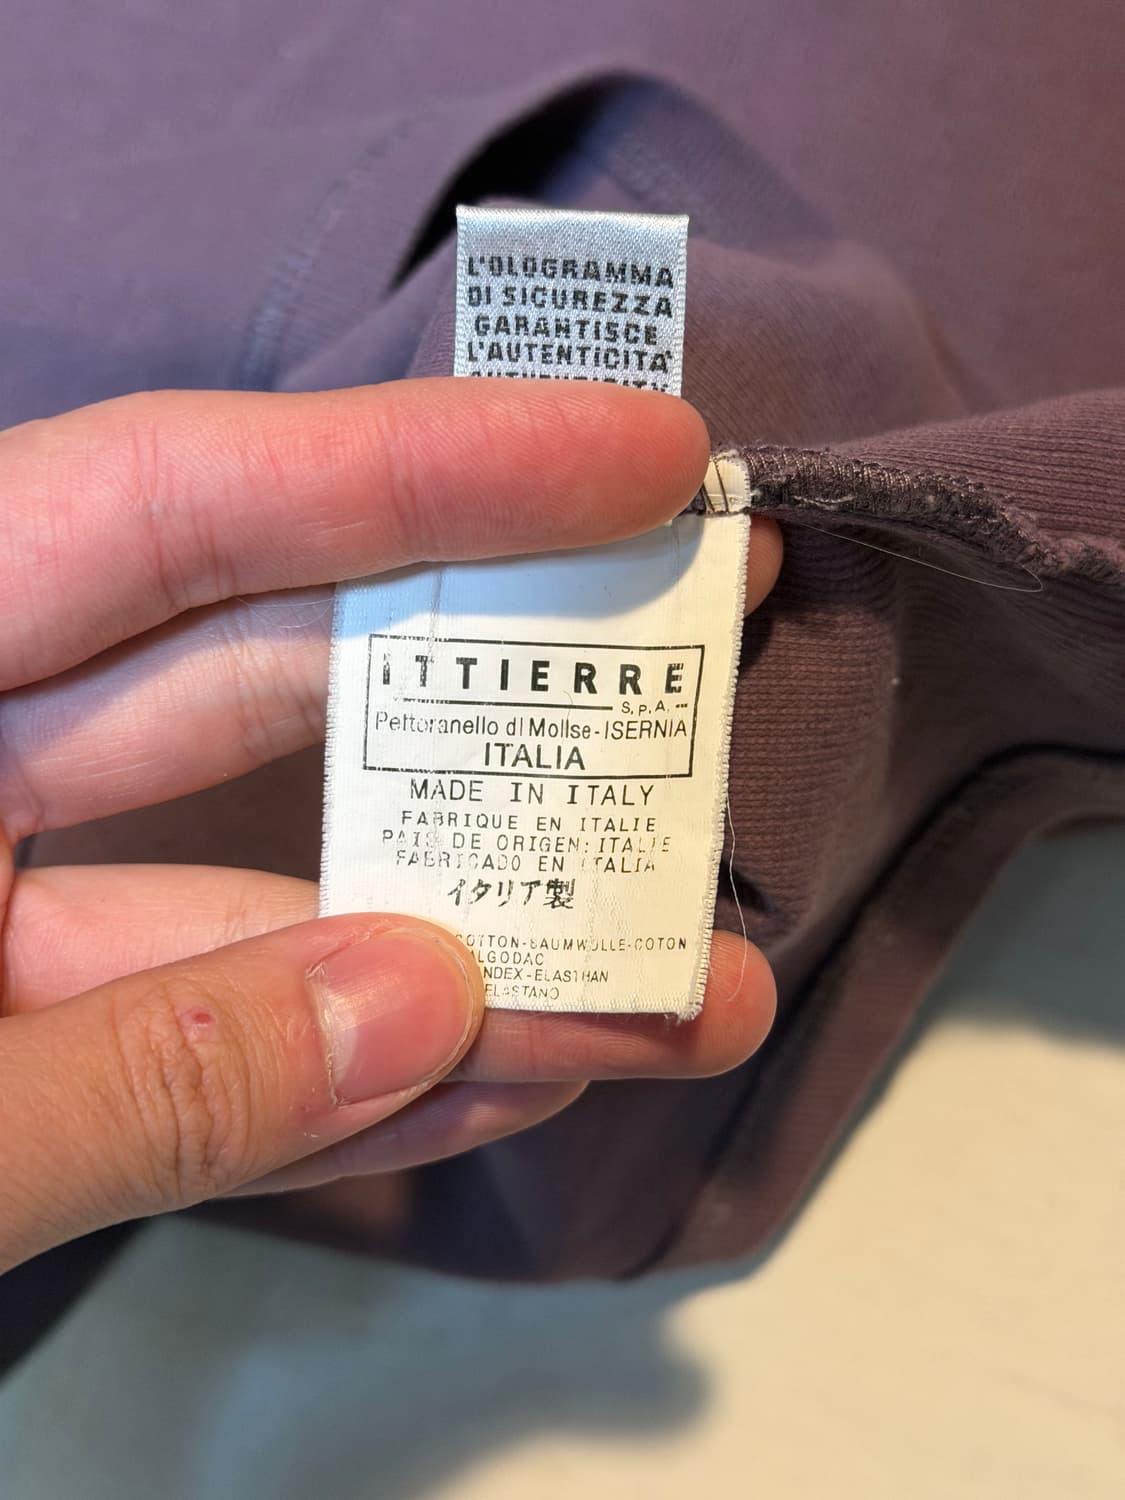 L'OLOGRAMMA
DI SICUREZZA
GARANTISCE
L'AUTENTICITA'
ITTIERRE
S.p.A.
Pettoranello di Molise-ISERNIA
ITALIA
MADE IN ITALY
FABRIQUE EN ITALIE
PAIS DE ORIGEN: ITALIE
FABRICADO EN ITALIA
イタリア製
COTTON-BAUMWOLLE-COTON
ALGODAC
-ELASTHAN
ELASTANO